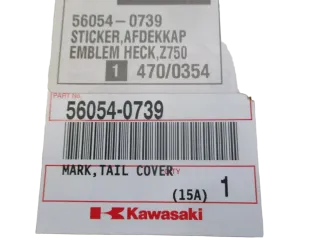 56054-0739
STICKER,AFDEKKAP
EMBLEM HECK,Z750
1 470/0354
PART No.
56054-0739
MARK,TAIL COVER
QTY
(15A) 1
Kawasaki